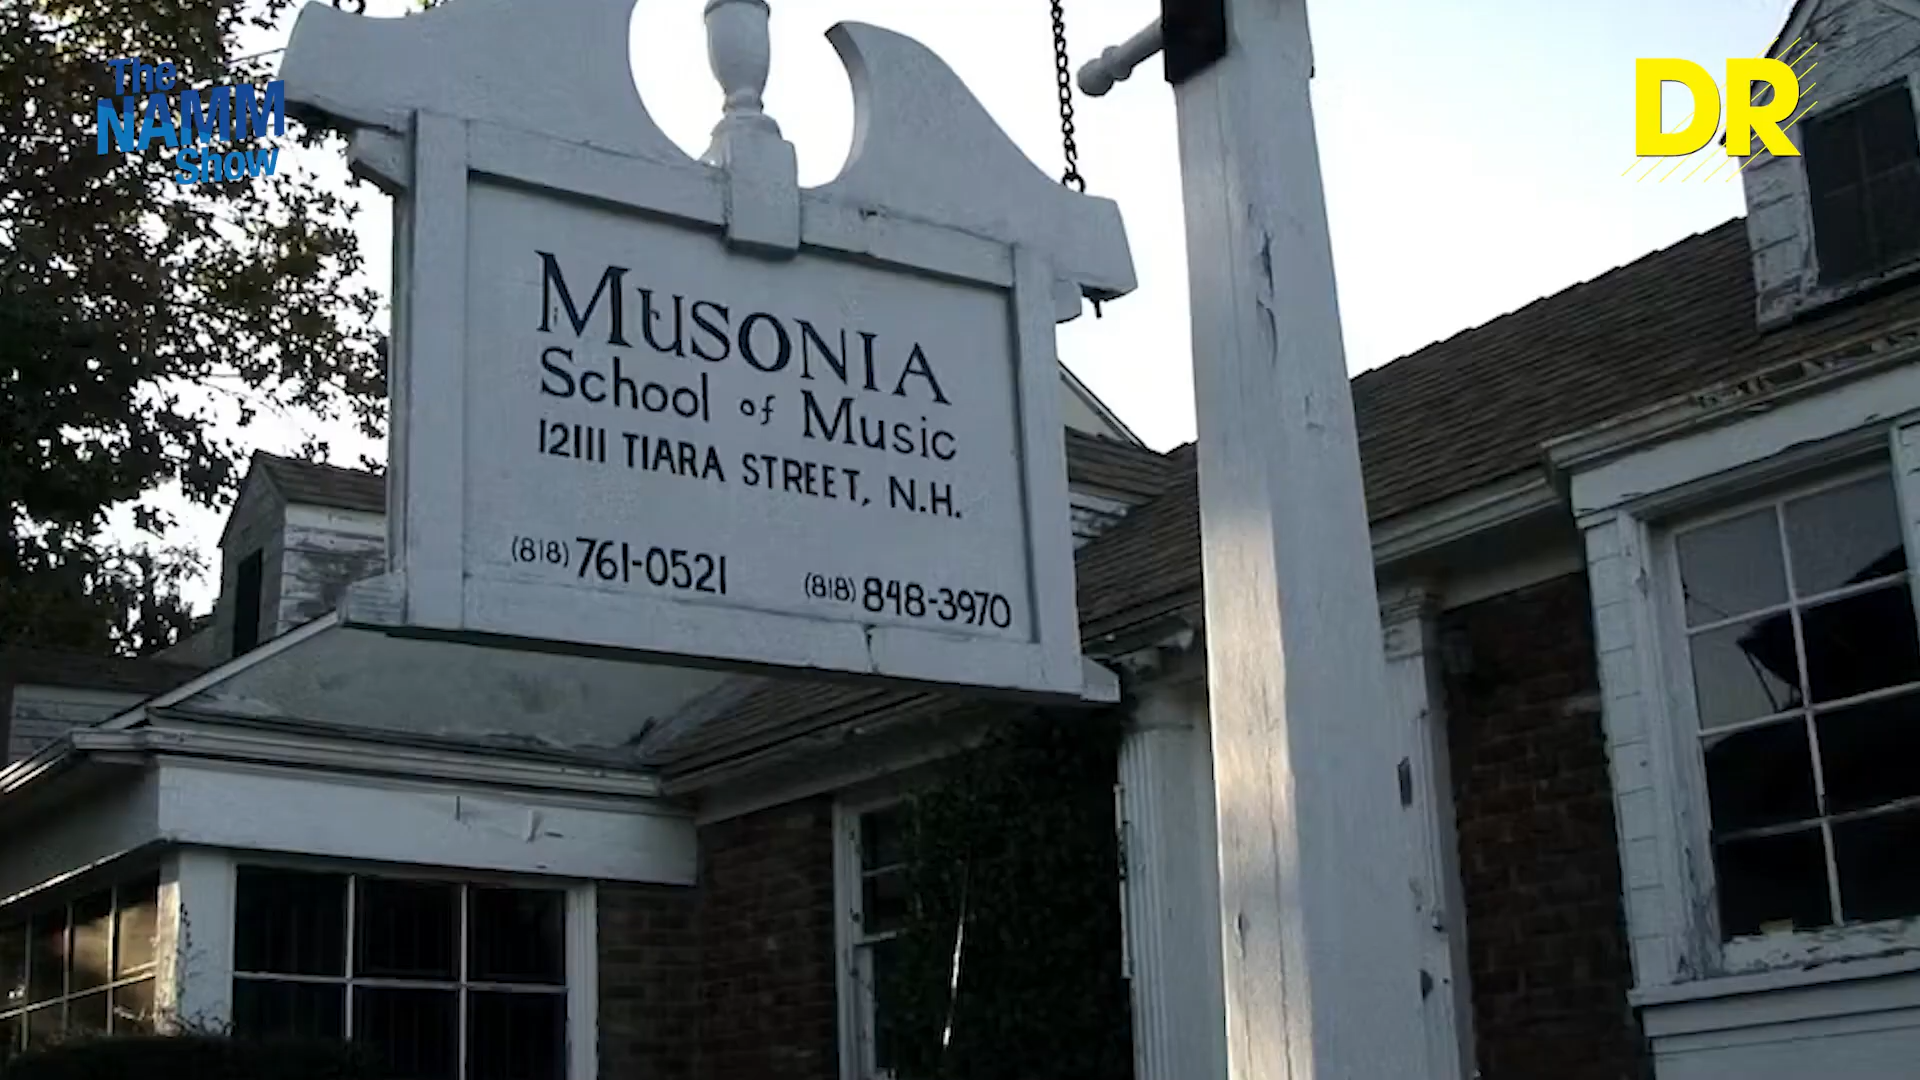 The
NAMM
Show
DR
MUSONIA
School of Music
12111 TIARA STREET, N.H.
(818) 761-0521 (818) 848-3970